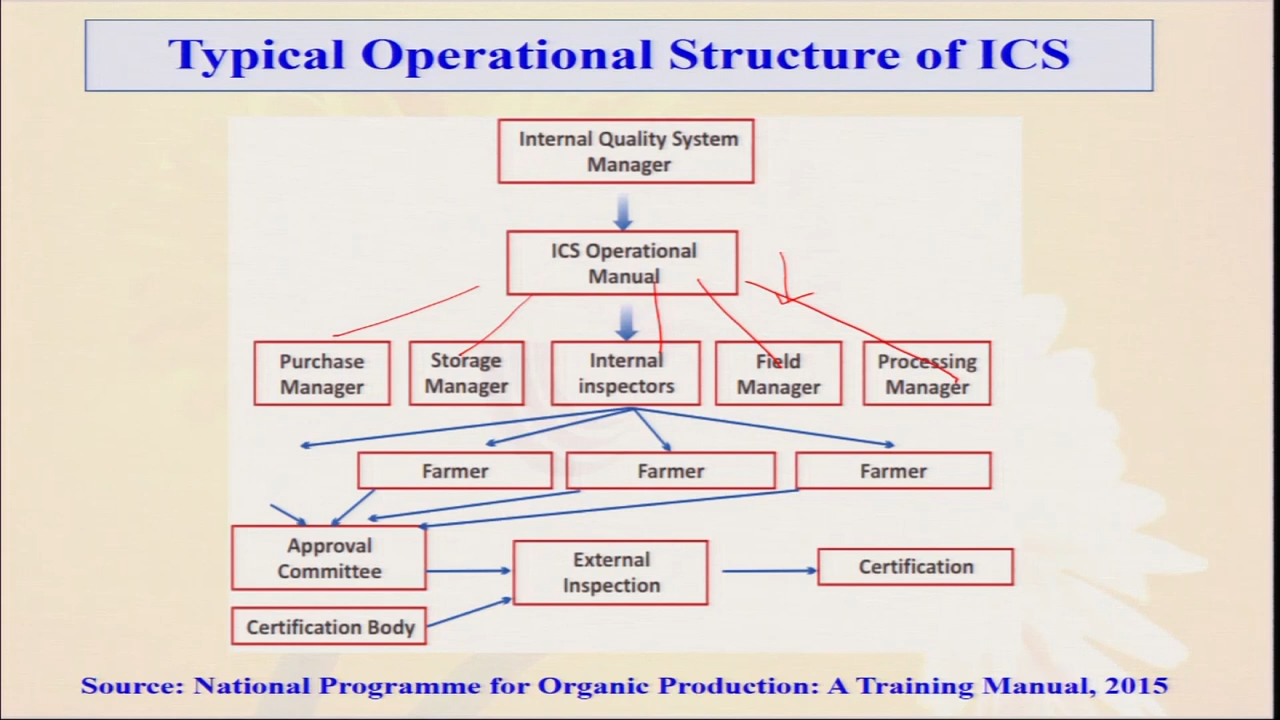 Typical Operational Structure of ICS
Internal Quality System
Manager
ICS Operational
Manual
Purchase
Manager
Storage
Manager
Internal
inspectors
Field
Manager
Processing
Manager
Farmer
Farmer
Farmer
Approval
Committee
External
Inspection
Certification
Certification Body
Source: National Programme for Organic Production: A Training Manual, 2015